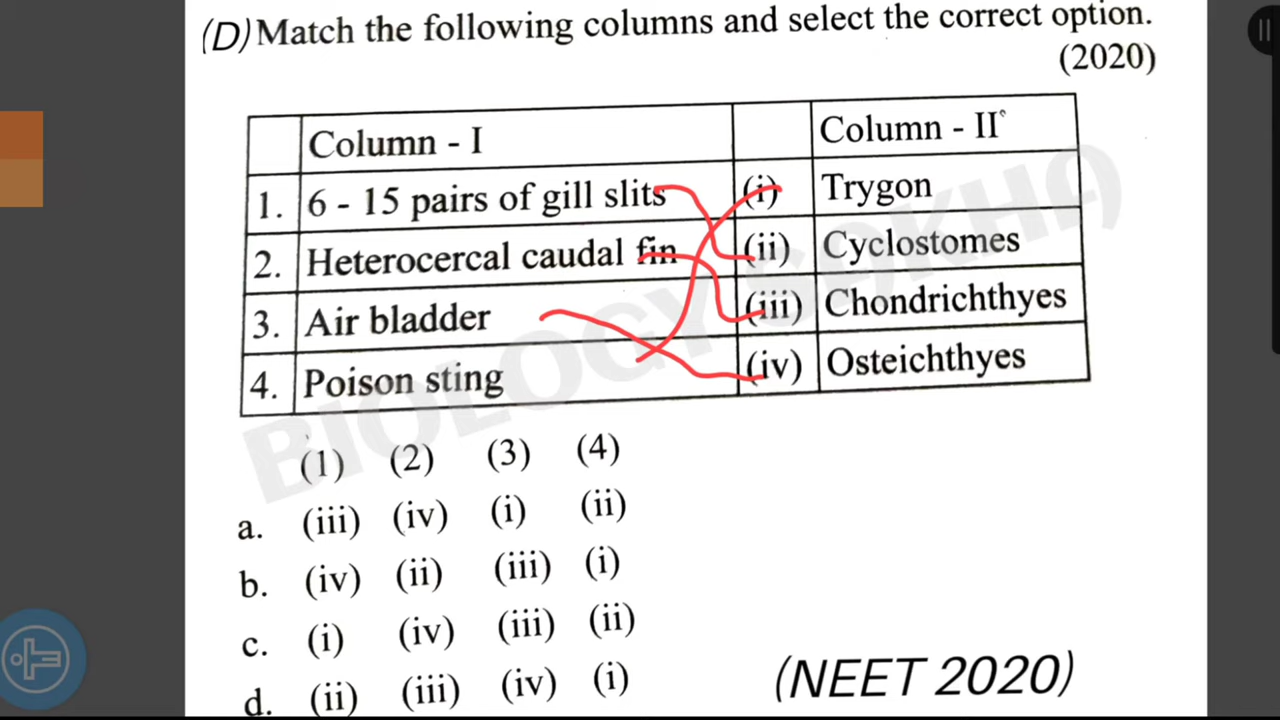 (D) Match the following columns and select the correct option.
(2020)
Column - I Column - II
1. 6 - 15 pairs of gill slits (i) Trygon
2. Heterocercal caudal fin (ii) Cyclostomes
3. Air bladder (iii) Chondrichthyes
4. Poison sting (iv) Osteichthyes
BIOLOGY SAKHA
(1) (2) (3) (4)
a. (iii) (iv) (i) (ii)
b. (iv) (ii) (iii) (i)
c. (i) (iv) (iii) (ii)
d. (ii) (iii) (iv) (i)
(NEET 2020)